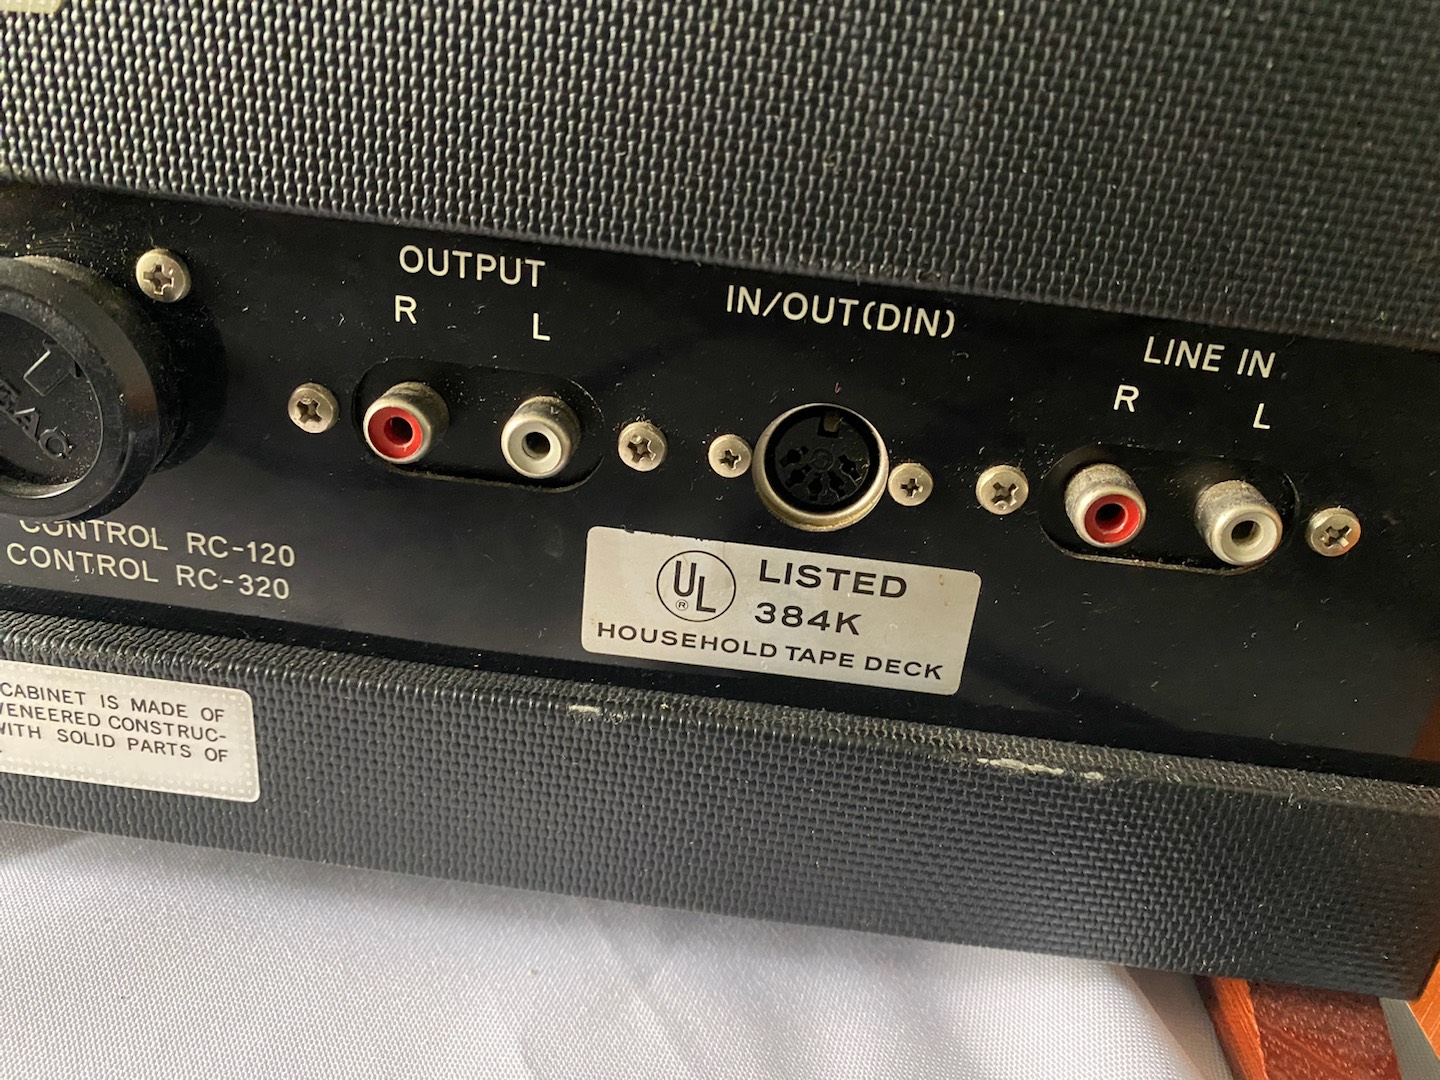 OUTPUT
R L
IN/OUT(DIN)
LINE IN
R L
CONTROL RC-120
CONTROL RC-320
UL
®
LISTED
384K
HOUSEHOLD TAPE DECK
CABINET IS MADE OF
VENEERED CONSTRUC-
WITH SOLID PARTS OF